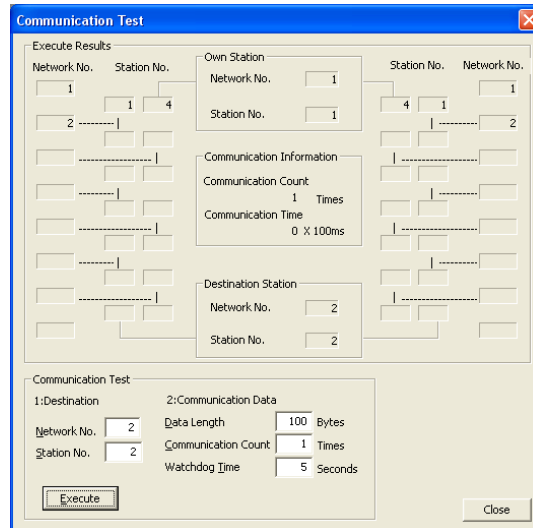 Communication Test
Execute Results
Network No. Station No.
1
1 4
2
Own Station
Network No. 1
Station No. 1
Communication Information
Communication Count
1 Times
Communication Time
0 X 100ms
Destination Station
Network No. 2
Station No. 2
Station No. Network No.
1
4 1
2
Communication Test
1:Destination
Network No. 2
Station No. 2
2:Communication Data
Data Length 100 Bytes
Communication Count 1 Times
Watchdog Time 5 Seconds
Execute
Close